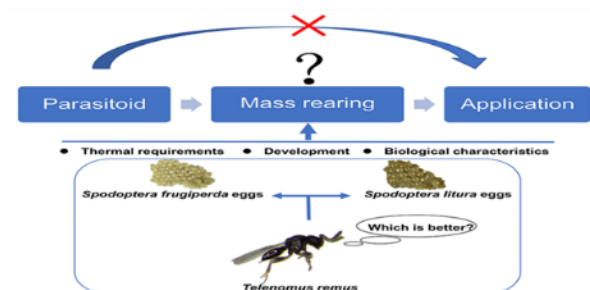 ?
Parasitoid Mass rearing Application
● Thermal requirements ● Development ● Biological characteristics
Spodoptera frugiperda eggs Spodoptera litura eggs
Which is better?
Telenomus remus